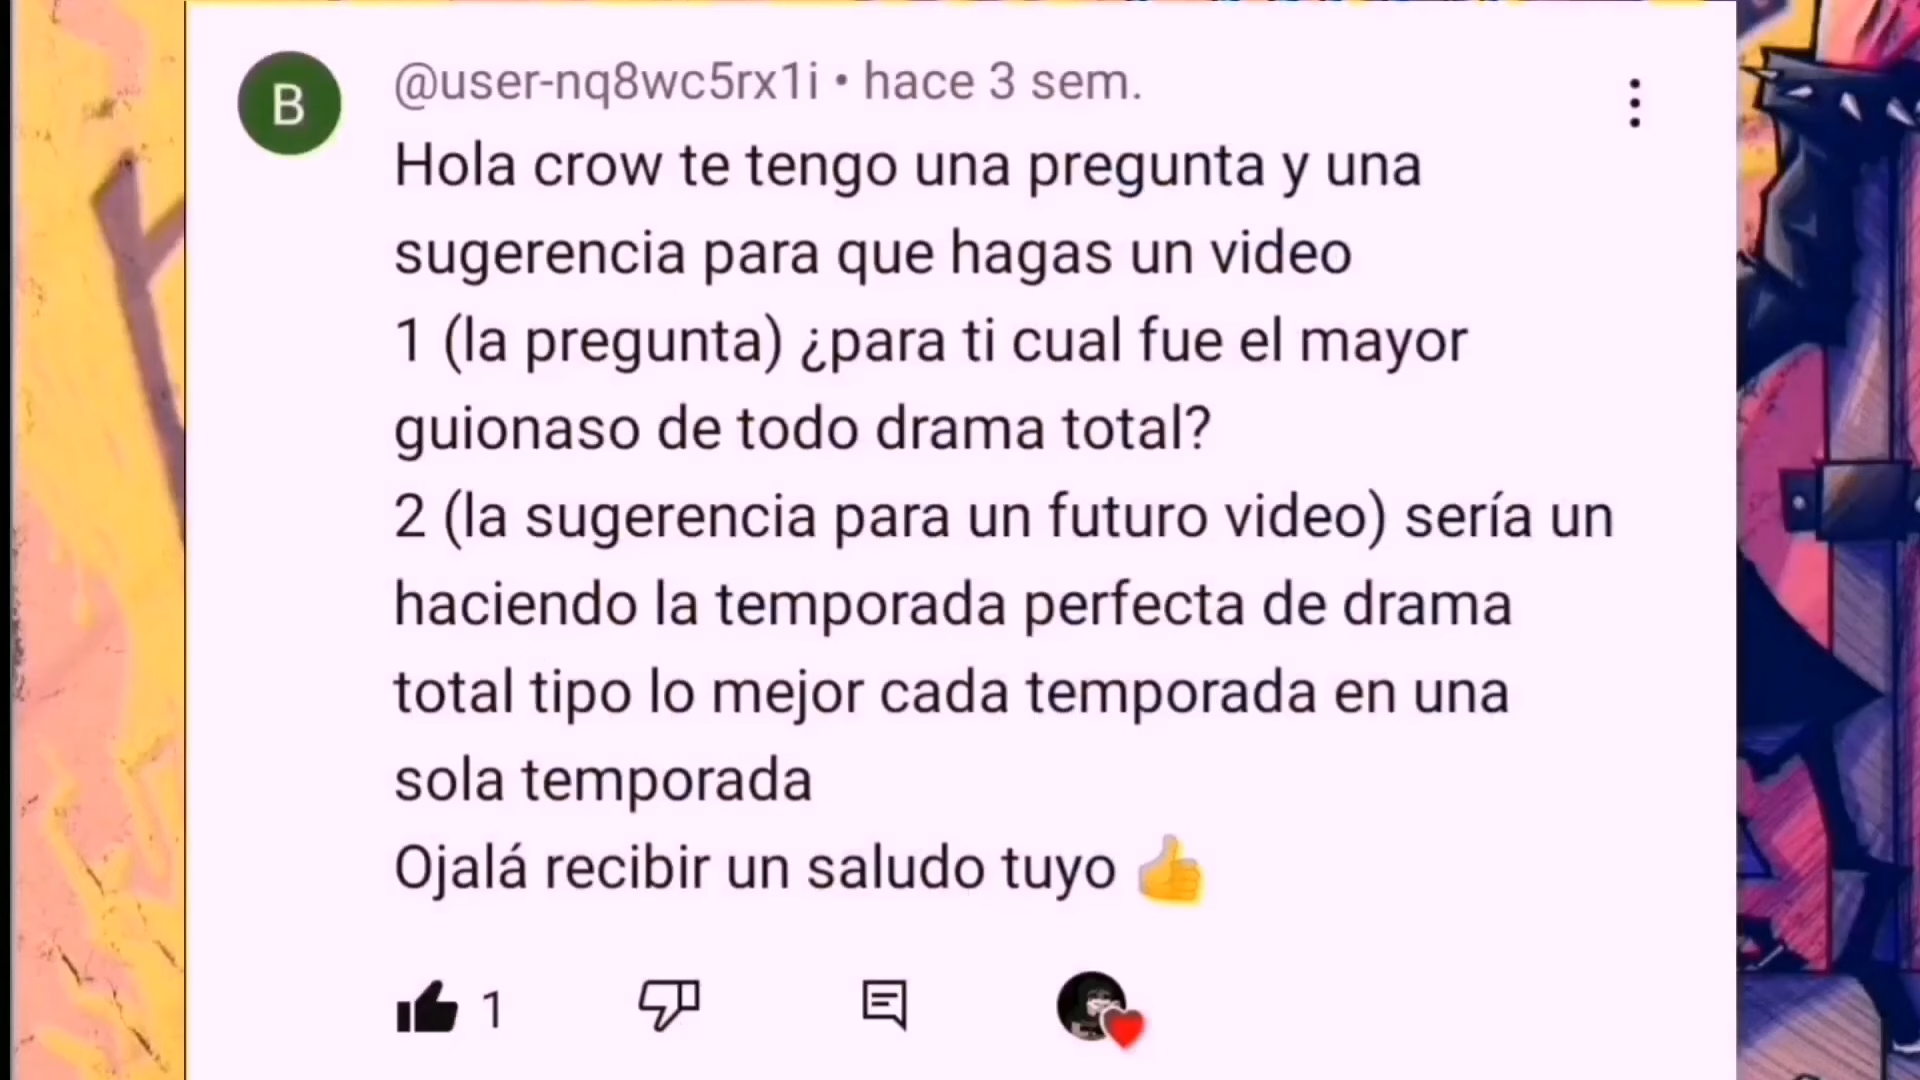 B
@user-nq8wc5rx1i • hace 3 sem.
Hola crow te tengo una pregunta y una
sugerencia para que hagas un video
1 (la pregunta) ¿para ti cual fue el mayor
guionaso de todo drama total?
2 (la sugerencia para un futuro video) sería un
haciendo la temporada perfecta de drama
total tipo lo mejor cada temporada en una
sola temporada
Ojalá recibir un saludo tuyo 👍
1